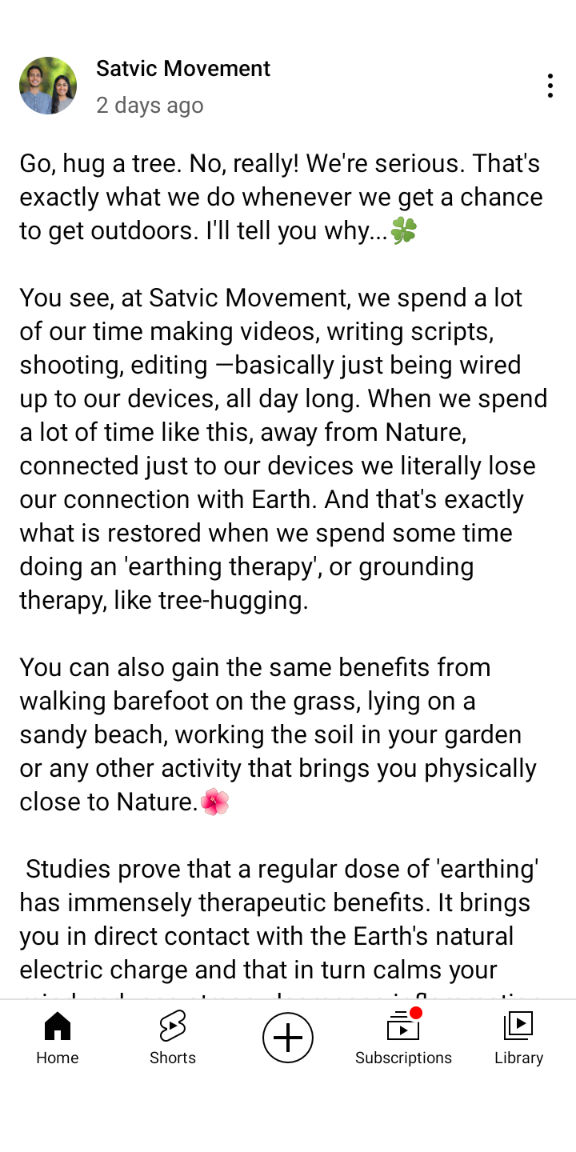 Satvic Movement
2 days ago
Go, hug a tree. No, really! We're serious. That's
exactly what we do whenever we get a chance
to get outdoors. I'll tell you why...🍀
You see, at Satvic Movement, we spend a lot
of our time making videos, writing scripts,
shooting, editing —basically just being wired
up to our devices, all day long. When we spend
a lot of time like this, away from Nature,
connected just to our devices we literally lose
our connection with Earth. And that's exactly
what is restored when we spend some time
doing an 'earthing therapy', or grounding
therapy, like tree-hugging.
You can also gain the same benefits from
walking barefoot on the grass, lying on a
sandy beach, working the soil in your garden
or any other activity that brings you physically
close to Nature.🌺
Studies prove that a regular dose of 'earthing'
has immensely therapeutic benefits. It brings
you in direct contact with the Earth's natural
electric charge and that in turn calms your
Home
Shorts
Subscriptions
Library